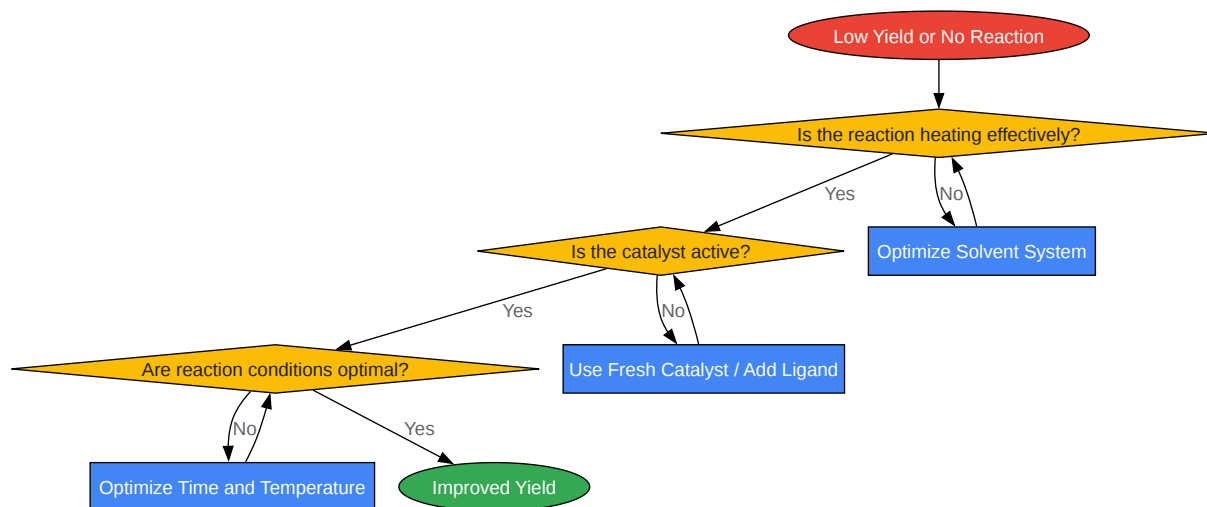 Low Yield or No Reaction
Is the reaction heating effectively?
Yes
No
Is the catalyst active?
Optimize Solvent System
Yes
No
Are reaction conditions optimal?
Use Fresh Catalyst / Add Ligand
No
Yes
Optimize Time and Temperature
Improved Yield